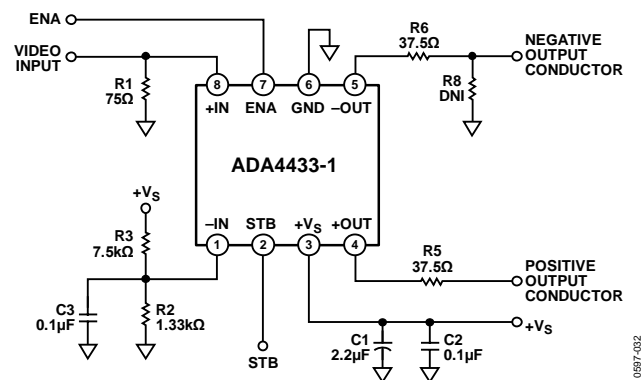 ENA
VIDEO
INPUT
R1
75Ω
8
7
6
5
+IN
ENA
GND
–OUT
R6
37.5Ω
R8
DNI
NEGATIVE
OUTPUT
CONDUCTOR
ADA4433-1
+VS
R3
7.5kΩ
–IN
STB
+VS
+OUT
1
2
3
4
R5
37.5Ω
POSITIVE
OUTPUT
CONDUCTOR
C3
0.1µF
R2
1.33kΩ
STB
C1
2.2µF
C2
0.1µF
+VS
0597-032